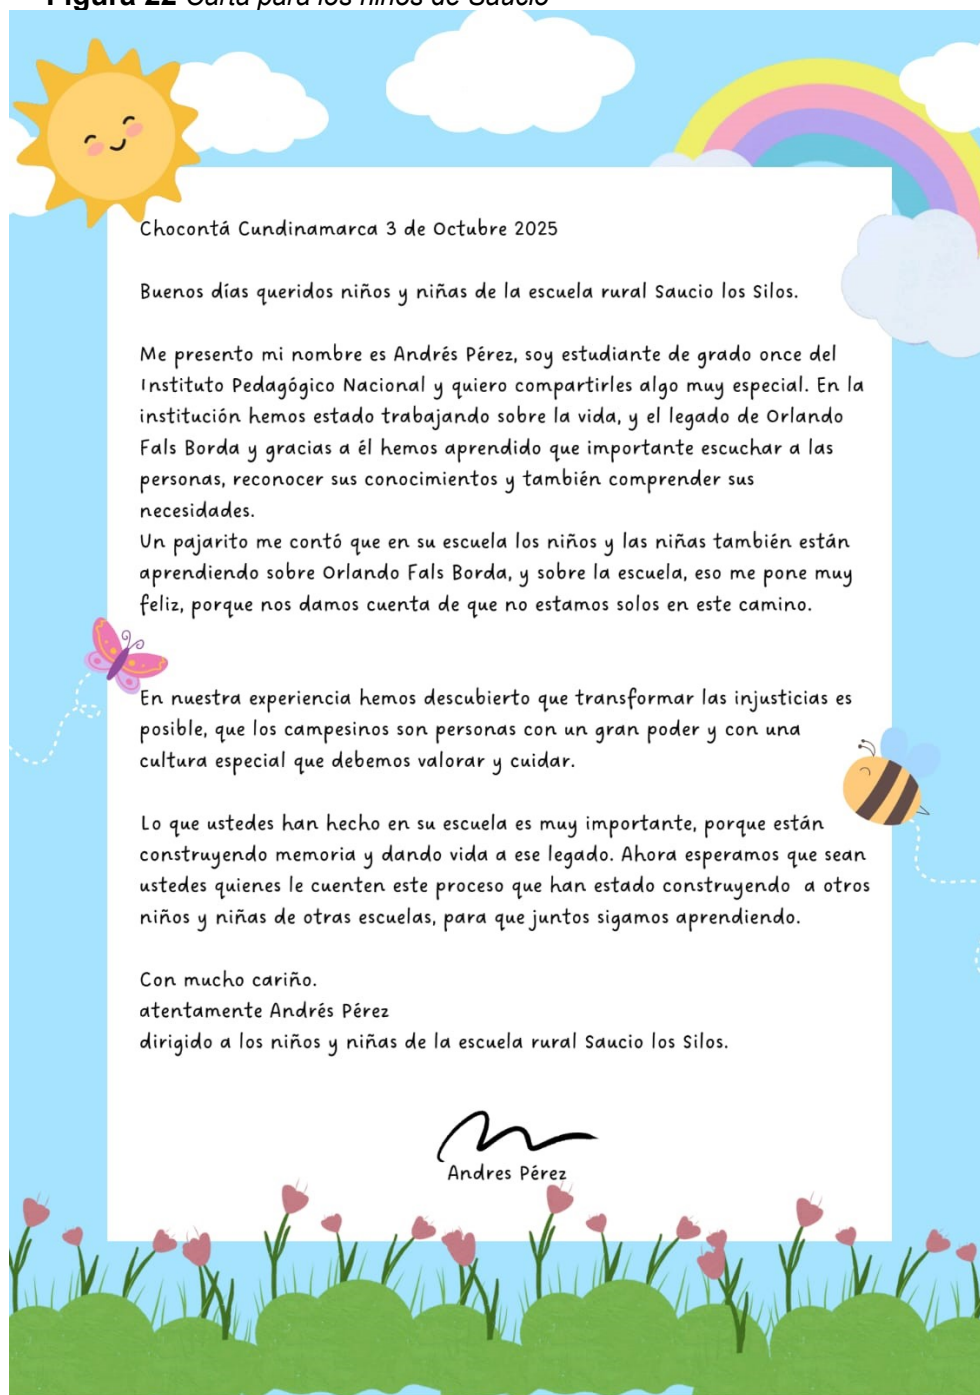 Figura 22 Carta para los niños de Saucio
Chocontá Cundinamarca 3 de Octubre 2025
Buenos días queridos niños y niñas de la escuela rural Saucio los Silos.
Me presento mi nombre es Andrés Pérez, soy estudiante de grado once del
Instituto Pedagógico Nacional y quiero compartirles algo muy especial. En la
institución hemos estado trabajando sobre la vida, y el legado de Orlando
Fals Borda y gracias a él hemos aprendido que importante escuchar a las
personas, reconocer sus conocimientos y también comprender sus
necesidades.
Un pajarito me contó que en su escuela los niños y las niñas también están
aprendiendo sobre Orlando Fals Borda, y sobre la escuela, eso me pone muy
feliz, porque nos damos cuenta de que no estamos solos en este camino.
En nuestra experiencia hemos descubierto que transformar las injusticias es
posible, que los campesinos son personas con un gran poder y con una
cultura especial que debemos valorar y cuidar.
Lo que ustedes han hecho en su escuela es muy importante, porque están
construyendo memoria y dando vida a ese legado. Ahora esperamos que sean
ustedes quienes le cuenten este proceso que han estado construyendo a otros
niños y niñas de otras escuelas, para que juntos sigamos aprendiendo.
Con mucho cariño.
atentamente Andrés Pérez
dirigido a los niños y niñas de la escuela rural Saucio los Silos.
Andres Pérez